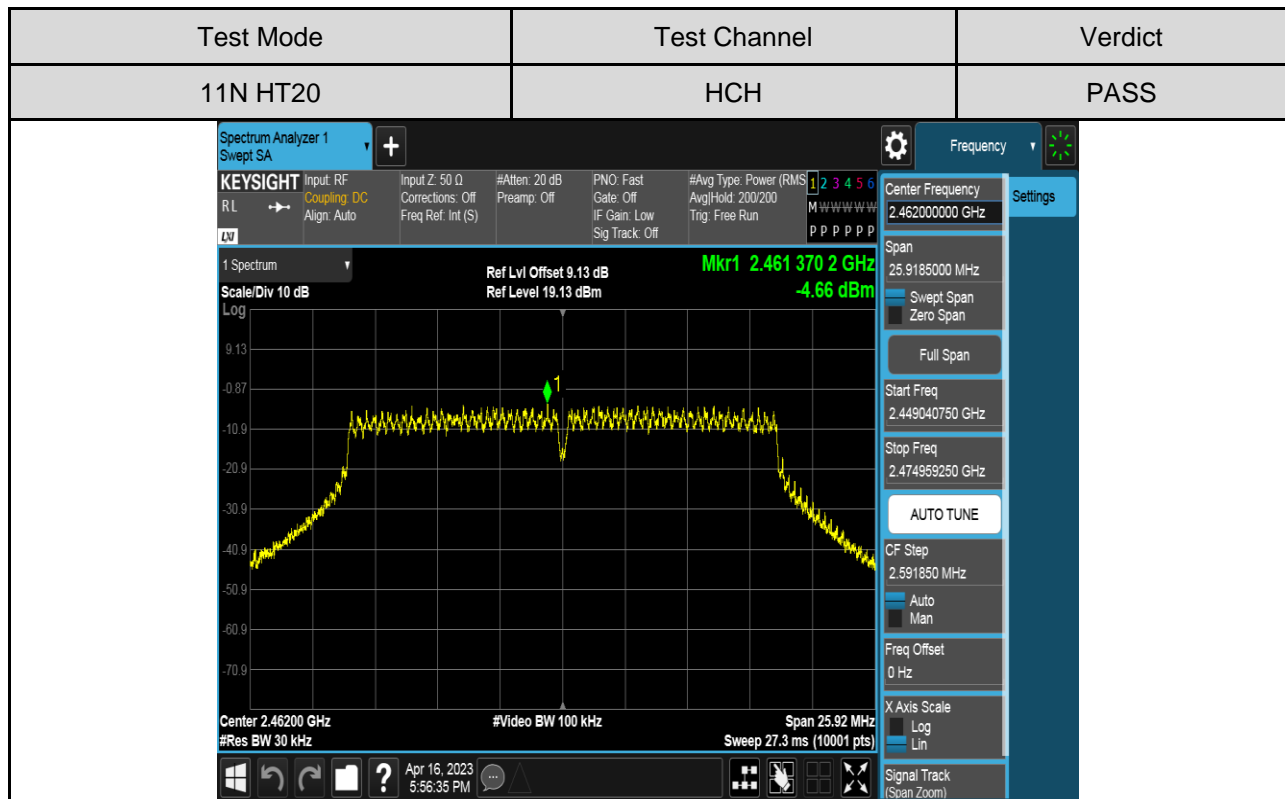 Test Mode Test Channel Verdict
11N HT20 HCH PASS
Spectrum Analyzer 1
Swept SA
Frequency
Settings
KEYSIGHT Input: RF Input Z: 50 Ω #Atten: 20 dB PNO: Fast #Avg Type: Power (RMS 1 2 3 4 5 6
R L Coupling: DC Corrections: Off Preamp: Off Gate: Off Avg|Hold: 200/200 M W W W W W
Align: Auto Freq Ref: Int (S) IF Gain: Low Trig: Free Run
LXI Sig Track: Off P P P P P P
1 Spectrum Ref Lvl Offset 9.13 dB Mkr1 2.461 370 2 GHz
Scale/Div 10 dB Ref Level 19.13 dBm -4.66 dBm
Log
9.13
-0.87
1
-10.9
-20.9
-30.9
-40.9
-50.9
-60.9
-70.9
Center 2.46200 GHz #Video BW 100 kHz Span 25.92 MHz
#Res BW 30 kHz Sweep 27.3 ms (10001 pts)
Center Frequency
2.462000000 GHz
Span
25.9185000 MHz
Swept Span
Zero Span
Full Span
Start Freq
2.449040750 GHz
Stop Freq
2.474959250 GHz
AUTO TUNE
CF Step
2.591850 MHz
Auto
Man
Freq Offset
0 Hz
X Axis Scale
Log
Lin
Signal Track
(Span Zoom)
? Apr 16, 2023
5:56:35 PM